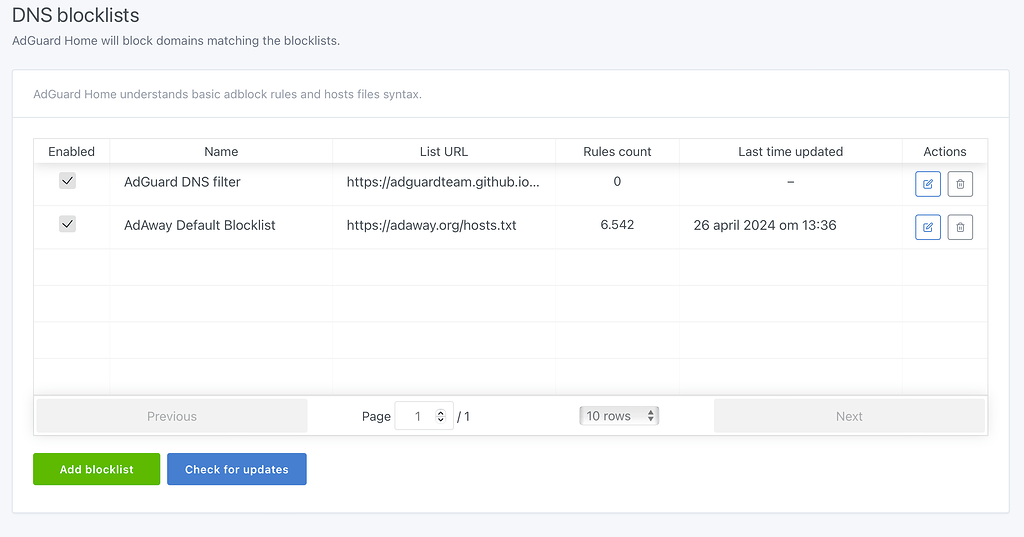 DNS blocklists
AdGuard Home will block domains matching the blocklists.
AdGuard Home understands basic adblock rules and hosts files syntax.
Enabled Name List URL Rules count Last time updated Actions
AdGuard DNS filter https://adguardteam.github.io... 0 –
AdAway Default Blocklist https://adaway.org/hosts.txt 6.542 26 april 2024 om 13:36
Previous Page 1 / 1 10 rows Next
Add blocklist Check for updates